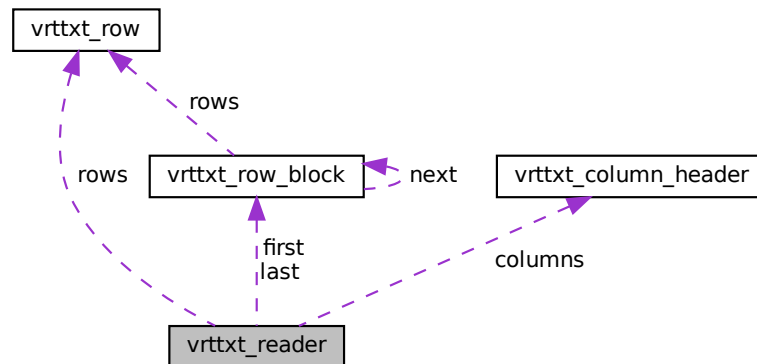 vrttxt_row
rows
rows
vrttxt_row_block
next
vrttxt_column_header
first
last
columns
vrttxt_reader